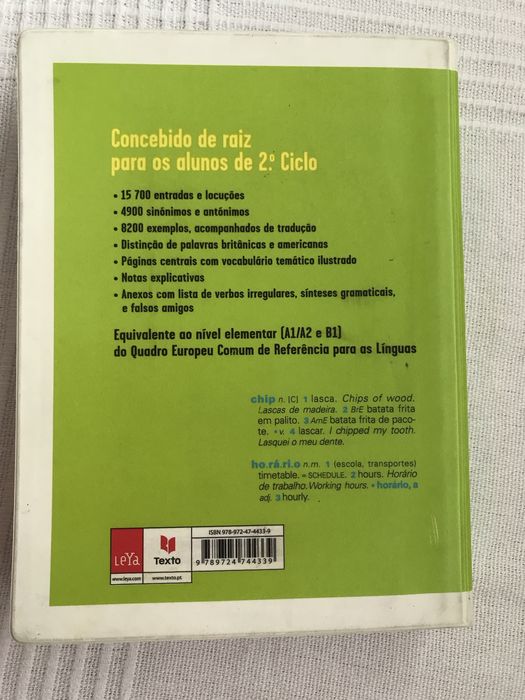 Concebido de raiz
para os alunos de 2.º Ciclo
• 15 700 entradas e locuções
• 4900 sinónimos e antónimos
• 8200 exemplos, acompanhados de tradução
• Distinção de palavras britânicas e americanas
• Páginas centrais com vocabulário temático ilustrado
• Notas explicativas
• Anexos com lista de verbos irregulares, sínteses gramaticais,
e falsos amigos
Equivalente ao nível elementar (A1/A2 e B1)
do Quadro Europeu Comum de Referência para as Línguas
chip n. [C] 1 lasca. Chips of wood.
Lascas de madeira. 2 BrE batata frita
em palito. 3 AmE batata frita de paco-
te. • v. 4 lascar. I chipped my tooth.
Lasquei o meu dente.
ho.rá.ri.o n.m. 1 (escola, transportes)
timetable. = SCHEDULE. 2 hours. Horário
de trabalho. Working hours. • horário, a
adj. 3 hourly.
LeYa
www.leya.com
Texto
www.texto.pt
ISBN 978-972-47-4433-9
9 789724 744339